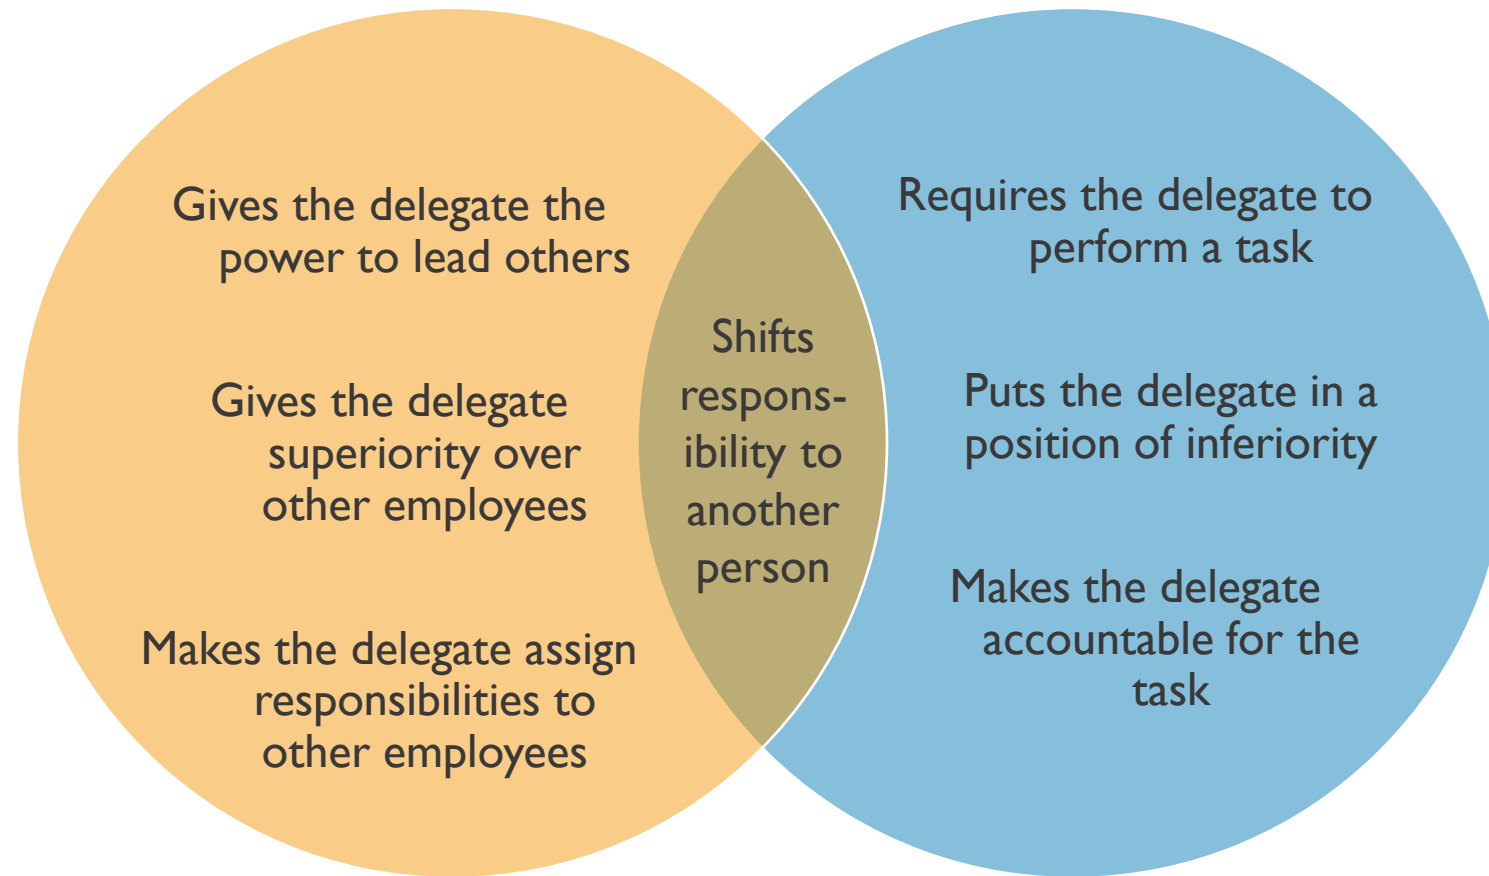 Gives the delegate the
power to lead others
Gives the delegate
superiority over
other employees
Makes the delegate assign
responsibilities to
other employees
Shifts
respons-
ibility to
another
person
Requires the delegate to
perform a task
Puts the delegate in a
position of inferiority
Makes the delegate
accountable for the
task